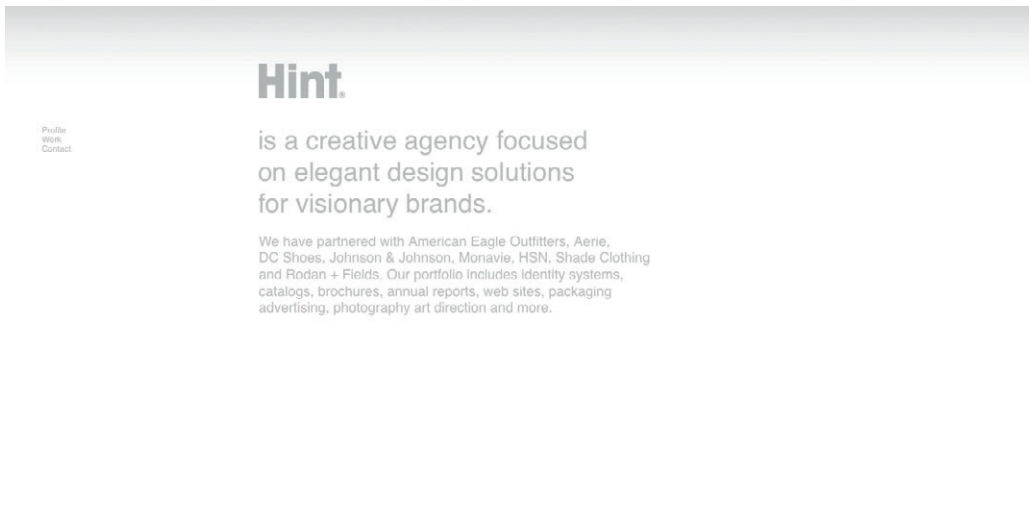 Hint®
Profile
Work
Contact
is a creative agency focused
on elegant design solutions
for visionary brands.
We have partnered with American Eagle Outfitters, Aerie,
DC Shoes, Johnson & Johnson, Monavie, HSN, Shade Clothing
and Rodan + Fields. Our portfolio includes identity systems,
catalogs, brochures, annual reports, web sites, packaging
advertising, photography art direction and more.